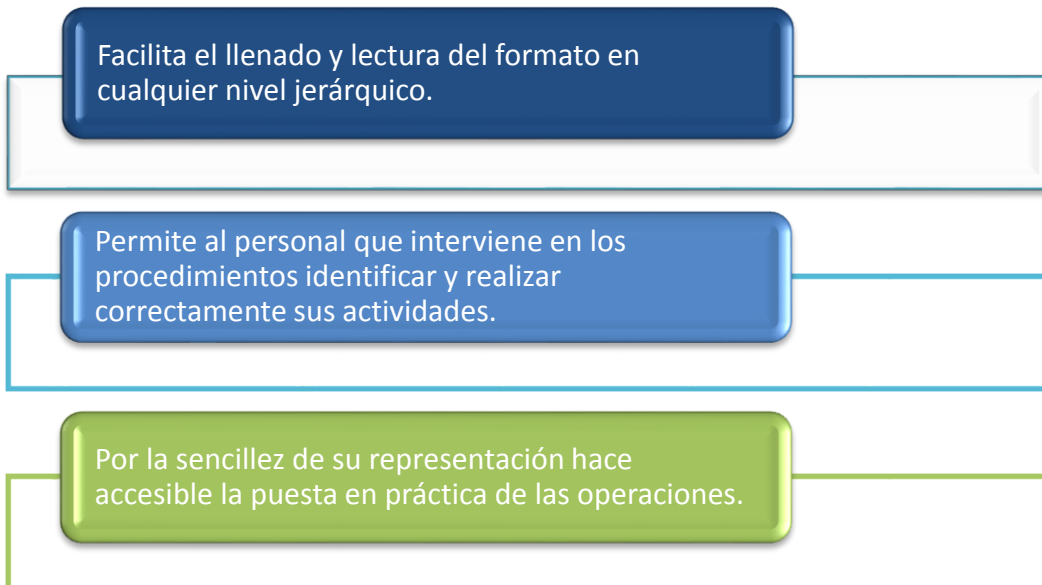 Facilita el llenado y lectura del formato en
cualquier nivel jerárquico.
Permite al personal que interviene en los
procedimientos identificar y realizar
correctamente sus actividades.
Por la sencillez de su representación hace
accesible la puesta en práctica de las operaciones.